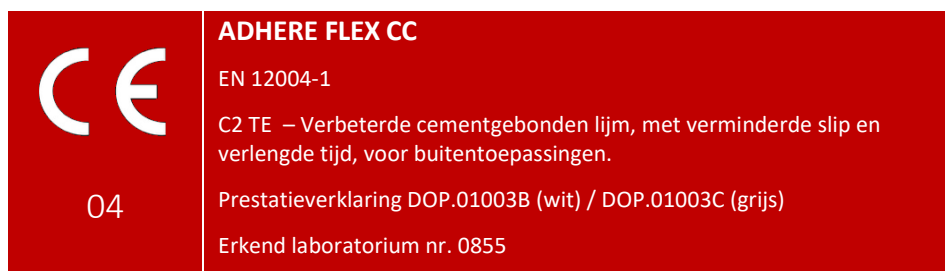 CE
04
ADHERE FLEX CC
EN 12004-1
C2 TE – Verbeterde cementgebonden lijm, met verminderde slip en
verlengde tijd, voor buitentoepassingen.
Prestatieverklaring DOP.01003B (wit) / DOP.01003C (grijs)
Erkend laboratorium nr. 0855